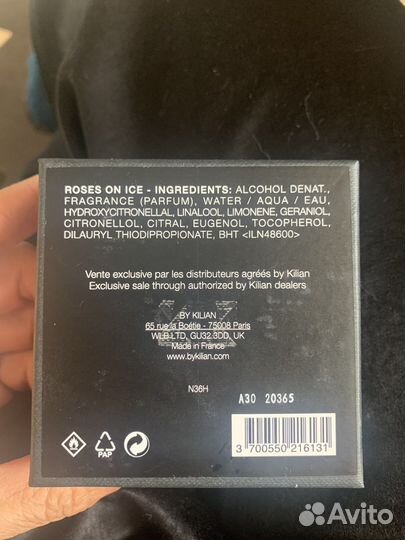 ROSES ON ICE - INGREDIENTS: ALCOHOL DENAT.,
FRAGRANCE (PARFUM), WATER / AQUA / EAU,
HYDROXYCITRONELLAL, LINALOOL, LIMONENE, GERANIOL,
CITRONELLOL, CITRAL, EUGENOL, TOCOPHEROL,
DILAURYL THIODIPROPIONATE, BHT <ILN48600>
Vente exclusive par les distributeurs agréés by Kilian
Exclusive sale through authorized by Kilian dealers
BY KILIAN
65 rue la Boétie - 75008 Paris
WLB LTD, GU32 3DD, UK
Made in France
www.bykilian.com
N36H
A30 20365
PAP
3 700550 216131
Avito